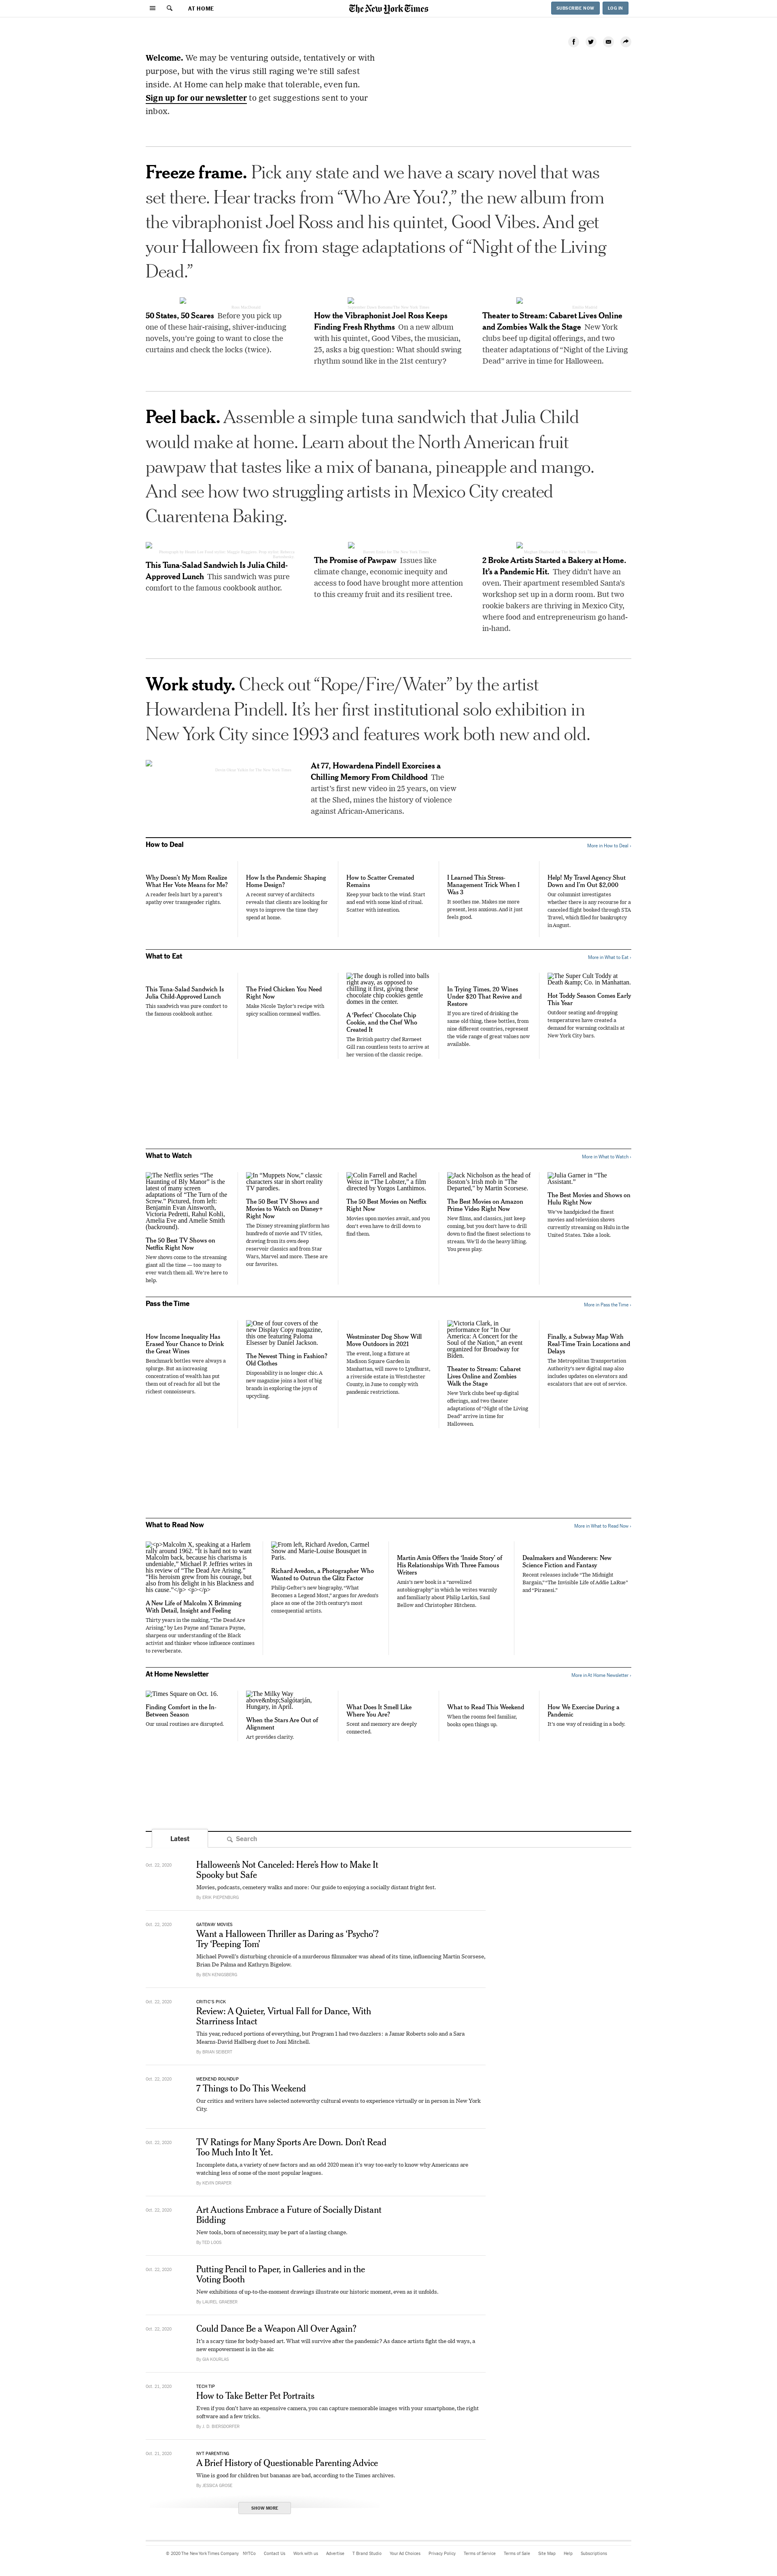 AT HOME
The New York Times
SUBSCRIBE NOW
LOG IN
Welcome. We may be venturing outside, tentatively or with
purpose, but with the virus still raging we're still safest
inside. At Home can help make that tolerable, even fun.
Sign up for our newsletter to get suggestions sent to your
inbox.
Freeze frame. Pick any state and we have a scary novel that was
set there. Hear tracks from “Who Are You?,” the new album from
the vibraphonist Joel Ross and his quintet, Good Vibes. And get
your Halloween fix from stage adaptations of “Night of the Living
Dead.”
50 States, 50 Scares Before you pick up
one of these hair-raising, shiver-inducing
novels, you're going to want to close the
curtains and check the locks (twice).
How the Vibraphonist Joel Ross Keeps
Finding Fresh Rhythms On a new album
with his quintet, Good Vibes, the musician,
25, asks a big question: What should swing
rhythm sound like in the 21st century?
Theater to Stream: Cabaret Lives Online
and Zombies Walk the Stage New York
clubs beef up digital offerings, and two
theater adaptations of “Night of the Living
Dead” arrive in time for Halloween.
Peel back. Assemble a simple tuna sandwich that Julia Child
would make at home. Learn about the North American fruit
pawpaw that tastes like a mix of banana, pineapple and mango.
And see how two struggling artists in Mexico City created
Cuarentena Baking.
This Tuna-Salad Sandwich Is Julia Child-
Approved Lunch This sandwich was pure
comfort to the famous cookbook author.
The Promise of Pawpaw Issues like
climate change, economic inequity and
access to food have brought more attention
to this creamy fruit and its resilient tree.
2 Broke Artists Started a Bakery at Home.
It's a Pandemic Hit. They didn't have an
oven. Their apartment resembled Santa's
workshop set up in a dorm room. But two
rookie bakers are thriving in Mexico City,
where food and entrepreneurism go hand-
in-hand.
Work study. Check out “Rope/Fire/Water” by the artist
Howardena Pindell. It's her first institutional solo exhibition in
New York City since 1993 and features work both new and old.
At 77, Howardena Pindell Exorcises a
Chilling Memory From Childhood The
artist's first new video in 25 years, on view
at the Shed, mines the history of violence
against African-Americans.
How to Deal
More in How to Deal ›
Why Doesn't My Mom Realize
What Her Vote Means for Me?
A reader feels hurt by a parent's
apathy over transgender rights.
How Is the Pandemic Shaping
Home Design?
A recent survey of architects
reveals that clients are looking for
ways to improve the time they
spend at home.
How to Scatter Cremated
Remains
Keep your back to the wind. Start
and end with some kind of ritual.
Scatter with intention.
I Learned This Stress-
Management Trick When I
Was 3
It soothes me. Makes me more
present, less anxious. And it just
feels good.
Help! My Travel Agency Shut
Down and I'm Out $2,000
Our columnist investigates
whether there is any recourse for a
canceled flight booked through STA
Travel, which filed for bankruptcy
in August.
What to Eat
More in What to Eat ›
This Tuna-Salad Sandwich Is
Julia Child-Approved Lunch
This sandwich was pure comfort to
the famous cookbook author.
The Fried Chicken You Need
Right Now
Make Nicole Taylor's recipe with
spicy scallion cornmeal waffles.
The dough is rolled into balls
right away, as opposed to
chilling it first, giving these
chocolate chip cookies gentle
domes in the center.
A ‘Perfect’ Chocolate Chip
Cookie, and the Chef Who
Created It
The British pastry chef Ravneet
Gill ran countless tests to arrive at
her version of the classic recipe.
In Trying Times, 20 Wines
Under $20 That Revive and
Restore
If you are tired of drinking the
same old thing, these bottles, from
nine different countries, represent
the wide range of great values now
available.
The Super Cult Toddy at
Death &amp; Co. in Manhattan.
Hot Toddy Season Comes Early
This Year
Outdoor seating and dropping
temperatures have created a
demand for warming cocktails at
New York City bars.
What to Watch
More in What to Watch ›
The Netflix series “The
Haunting of Bly Manor” is the
latest of many screen
adaptations of “The Turn of the
Screw.” Pictured, from left:
Benjamin Evan Ainsworth,
Victoria Pedretti, Rahul Kohli,
Amelia Eve and Amelie Smith
(backround).
The 50 Best TV Shows on
Netflix Right Now
New shows come to the streaming
giant all the time — too many to
ever watch them all. We're here to
help.
In “Muppets Now,” classic
characters star in short reality
TV parodies.
The 50 Best TV Shows and
Movies to Watch on Disney+
Right Now
The Disney streaming platform has
hundreds of movie and TV titles,
drawing from its own deep
reservoir classics and from Star
Wars, Marvel and more. These are
our favorites.
Colin Farrell and Rachel
Weisz in “The Lobster,” a film
directed by Yorgos Lanthimos.
The 50 Best Movies on Netflix
Right Now
Movies upon movies await, and you
don't even have to drill down to
find them.
Jack Nicholson as the head of
Boston's Irish mob in "The
Departed," by Martin Scorsese.
The Best Movies on Amazon
Prime Video Right Now
New films, and classics, just keep
coming, but you don't have to drill
down to find the finest selections to
stream. We'll do the heavy lifting.
You press play.
Julia Garner in “The
Assistant.”
The Best Movies and Shows on
Hulu Right Now
We've handpicked the finest
movies and television shows
currently streaming on Hulu in the
United States. Take a look.
Pass the Time
More in Pass the Time ›
How Income Inequality Has
Erased Your Chance to Drink
the Great Wines
Benchmark bottles were always a
splurge. But an increasing
concentration of wealth has put
them out of reach for all but the
richest connoisseurs.
One of four covers of the
new Display Copy magazine,
this one featuring Paloma
Elsesser by Daniel Jackson.
The Newest Thing in Fashion?
Old Clothes
Disposability is no longer chic. A
new magazine joins a host of big
brands in exploring the joys of
upcycling.
Westminster Dog Show Will
Move Outdoors in 2021
The event, long a fixture at
Madison Square Garden in
Manhattan, will move to Lyndhurst,
a riverside estate in Westchester
County, in June to comply with
pandemic restrictions.
Victoria Clark, in
performance for “In Our
America: A Concert for the
Soul of the Nation,” an event
organized for Broadway for
Biden.
Theater to Stream: Cabaret
Lives Online and Zombies
Walk the Stage
New York clubs beef up digital
offerings, and two theater
adaptations of “Night of the Living
Dead” arrive in time for
Halloween.
Finally, a Subway Map With
Real-Time Train Locations and
Delays
The Metropolitan Transportation
Authority's new digital map also
includes updates on elevators and
escalators that are out of service.
What to Read Now
More in What to Read Now ›
<p>Malcolm X, speaking at a Harlem
rally around 1962. “It is hard to not want
Malcolm back, because his charisma is
undeniable,” Michael P. Jeffries writes in
his review of “The Dead Are Arising.”
“His heroism grew from his courage, but
also from his delight in his Blackness and
his cause.”</p> <p></p>
A New Life of Malcolm X Brimming
With Detail, Insight and Feeling
Thirty years in the making, “The Dead Are
Arising,” by Les Payne and Tamara Payne,
sharpens our understanding of the Black
activist and thinker whose influence continues
to reverberate.
From left, Richard Avedon, Carmel
Snow and Marie-Louise Bousquet in
Paris.
Richard Avedon, a Photographer Who
Wanted to Outrun the Glitz Factor
Philip Gefter's new biography, “What
Becomes a Legend Most,” argues for Avedon's
place as one of the 20th century's most
consequential artists.
Martin Amis Offers the ‘Inside Story’ of
His Relationships With Three Famous
Writers
Amis's new book is a “novelized
autobiography” in which he writes warmly
and familiarly about Philip Larkin, Saul
Bellow and Christopher Hitchens.
Dealmakers and Wanderers: New
Science Fiction and Fantasy
Recent releases include “The Midnight
Bargain,” “The Invisible Life of Addie LaRue”
and “Piranesi.”
At Home Newsletter
More in At Home Newsletter ›
Times Square on Oct. 16.
Finding Comfort in the In-
Between Season
Our usual routines are disrupted.
The Milky Way
above&nbsp;Salgótarján,
Hungary, in April.
When the Stars Are Out of
Alignment
Art provides clarity.
What Does It Smell Like
Where You Are?
Scent and memory are deeply
connected.
What to Read This Weekend
When the rooms feel familiar,
books open things up.
How We Exercise During a
Pandemic
It's one way of residing in a body.
Latest
Search
Oct. 22, 2020
Halloween's Not Canceled: Here's How to Make It
Spooky but Safe
Movies, podcasts, cemetery walks and more: Our guide to enjoying a socially distant fright fest.
By ERIK PIEPENBURG
Oct. 22, 2020
GATEWAY MOVIES
Want a Halloween Thriller as Daring as ‘Psycho’?
Try ‘Peeping Tom’
Michael Powell's disturbing chronicle of a murderous filmmaker was ahead of its time, influencing Martin Scorsese,
Brian De Palma and Kathryn Bigelow.
By BEN KENIGSBERG
Oct. 22, 2020
CRITIC'S PICK
Review: A Quieter, Virtual Fall for Dance, With
Starriness Intact
This year, reduced portions of everything, but Program 1 had two dazzlers: a Jamar Roberts solo and a Sara
Mearns-David Hallberg duet to Joni Mitchell.
By BRIAN SEIBERT
Oct. 22, 2020
WEEKEND ROUNDUP
7 Things to Do This Weekend
Our critics and writers have selected noteworthy cultural events to experience virtually or in person in New York
City.
Oct. 22, 2020
TV Ratings for Many Sports Are Down. Don't Read
Too Much Into It Yet.
Incomplete data, a variety of new factors and an odd 2020 mean it's way too early to know why Americans are
watching less of some of the most popular leagues.
By KEVIN DRAPER
Oct. 22, 2020
Art Auctions Embrace a Future of Socially Distant
Bidding
New tools, born of necessity, may be part of a lasting change.
By TED LOOS
Oct. 22, 2020
Putting Pencil to Paper, in Galleries and in the
Voting Booth
New exhibitions of up-to-the-moment drawings illustrate our historic moment, even as it unfolds.
By LAUREL GRAEBER
Oct. 22, 2020
Could Dance Be a Weapon All Over Again?
It's a scary time for body-based art. What will survive after the pandemic? As dance artists fight the old ways, a
new empowerment is in the air.
By GIA KOURLAS
Oct. 21, 2020
TECH TIP
How to Take Better Pet Portraits
Even if you don't have an expensive camera, you can capture memorable images with your smartphone, the right
software and a few tricks.
By J. D. BIERSDORFER
Oct. 21, 2020
NYT PARENTING
A Brief History of Questionable Parenting Advice
Wine is good for children but bananas are bad, according to the Times archives.
By JESSICA GROSE
SHOW MORE
© 2020 The New York Times Company
NYTCo
Contact Us
Work with us
Advertise
T Brand Studio
Your Ad Choices
Privacy Policy
Terms of Service
Terms of Sale
Site Map
Help
Subscriptions